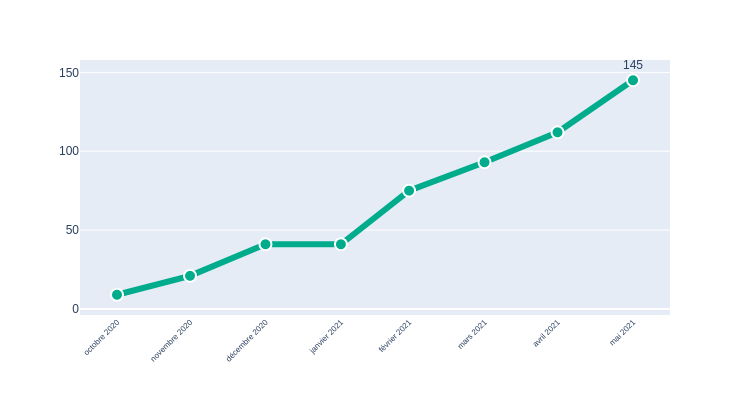 145
150
100
50
0
octobre 2020
novembre 2020
décembre 2020
janvier 2021
février 2021
mars 2021
avril 2021
mai 2021